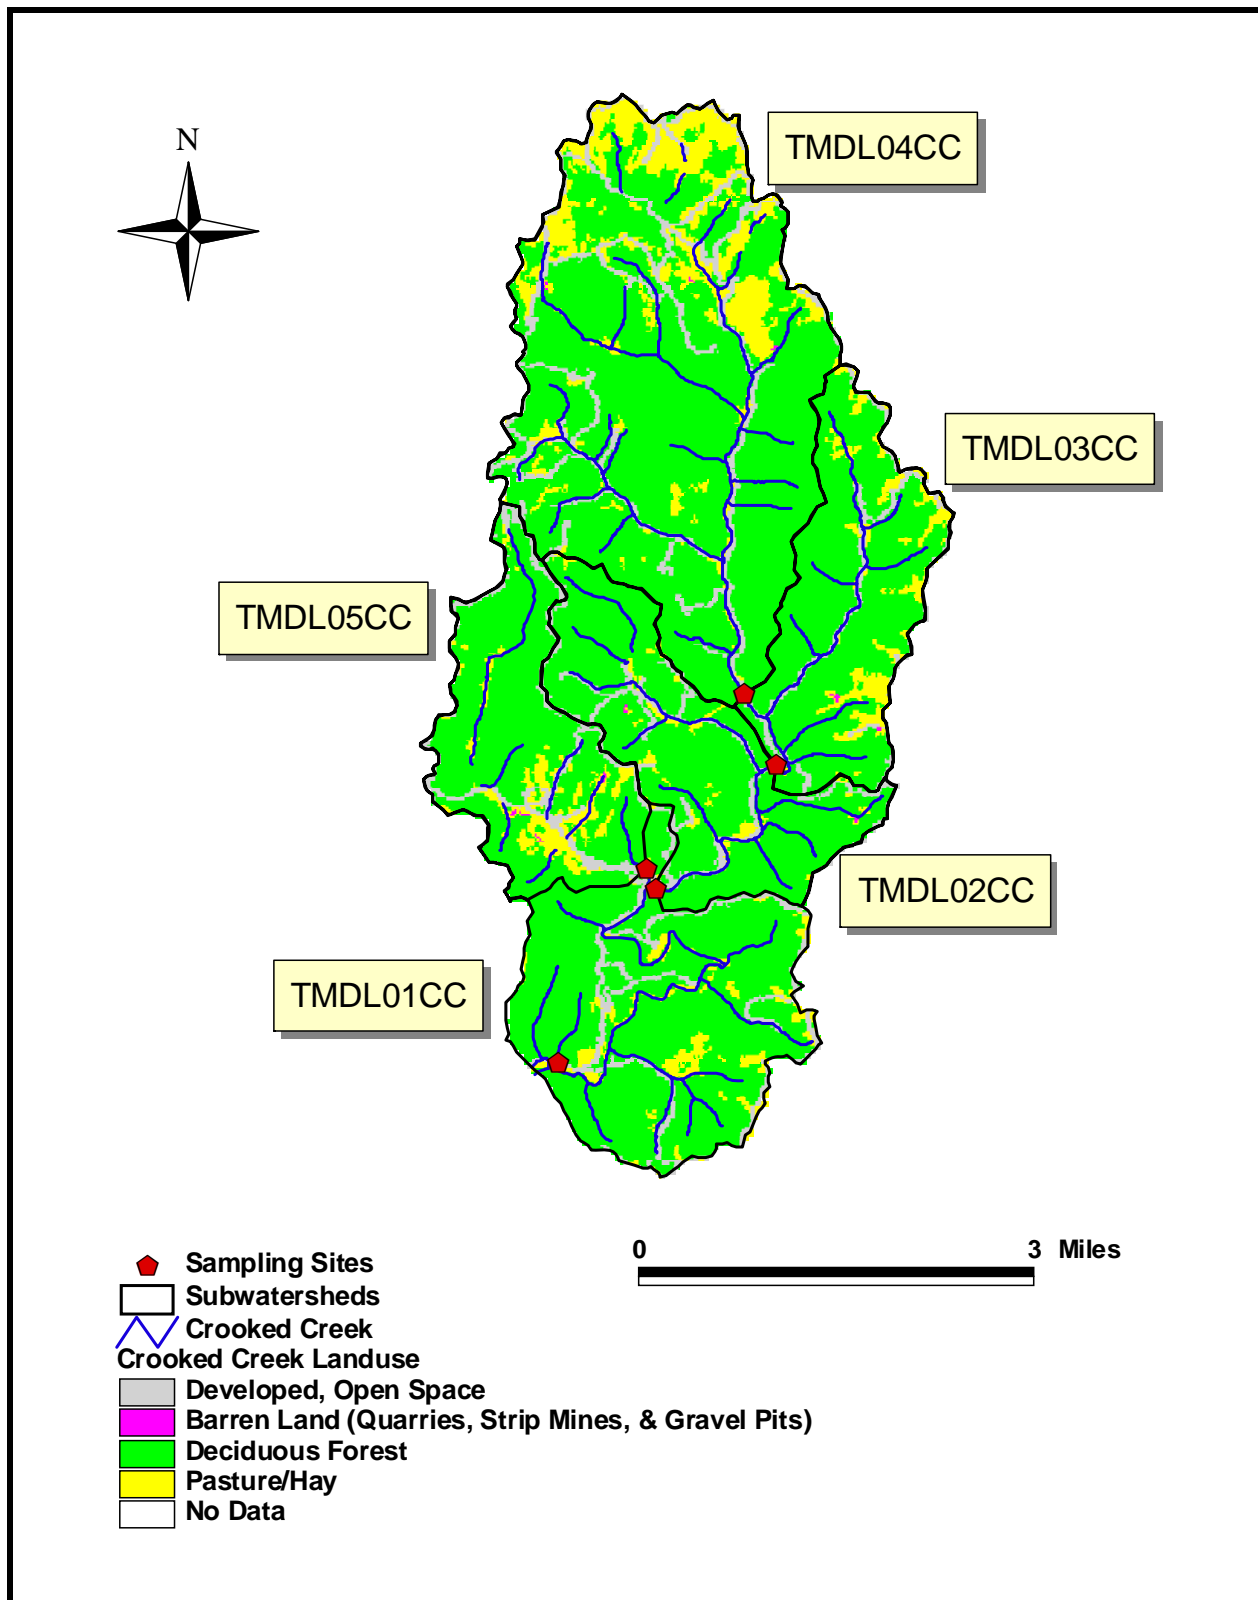 N
TMDL04CC
TMDL03CC
TMDL05CC
TMDL02CC
TMDL01CC
0 3 Miles
Sampling Sites
Subwatersheds
Crooked Creek
Crooked Creek Landuse
Developed, Open Space
Barren Land (Quarries, Strip Mines, & Gravel Pits)
Deciduous Forest
Pasture/Hay
No Data